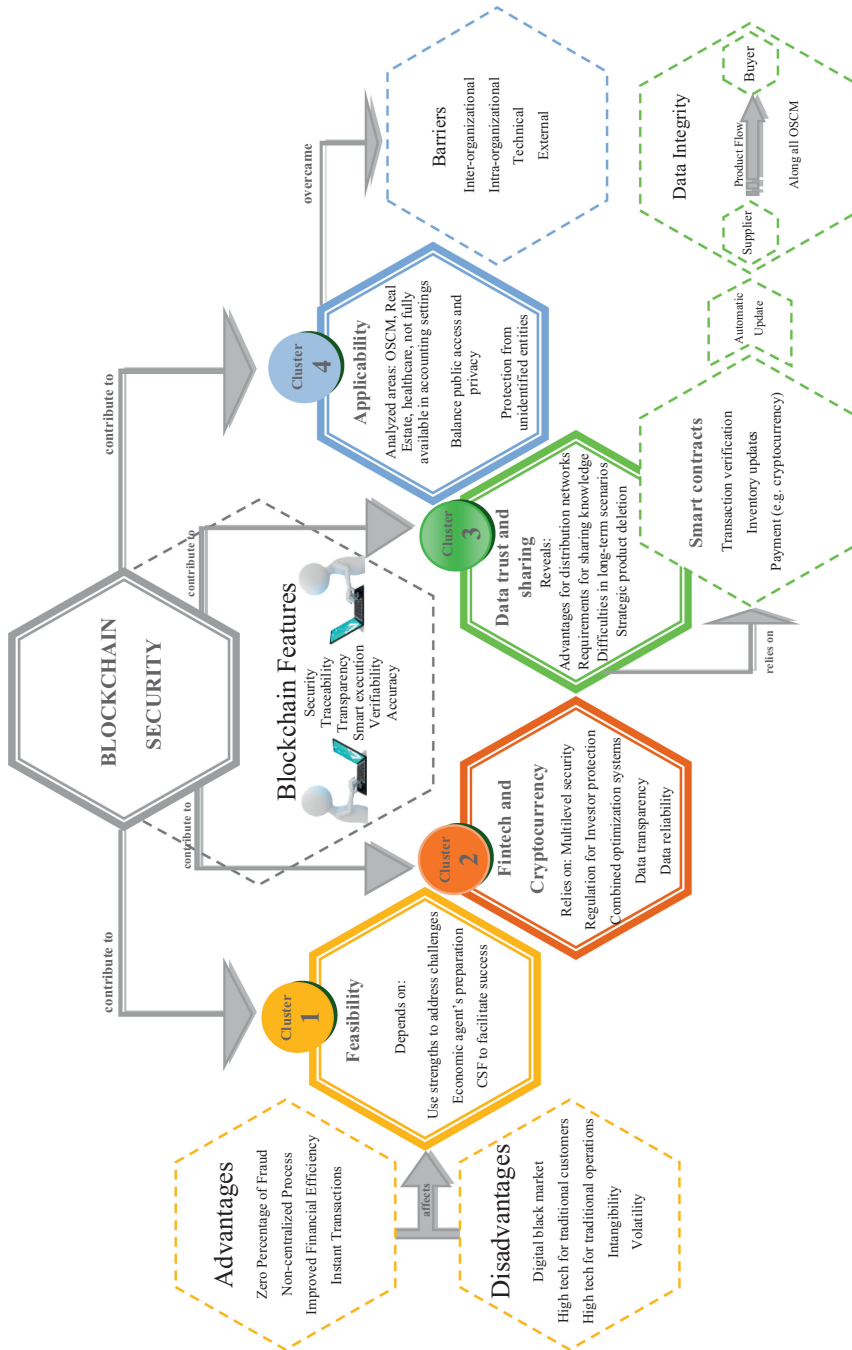 BLOCKCHAIN
SECURITY
contribute to
contribute to
contribute to
contribute to
Blockchain Features
Security
Traceability
Transparency
Smart execution
Verifiability
Accuracy
Advantages
Zero Percentage of Fraud
Non-centralized Process
Improved Financial Efficiency
Instant Transactions
affects
Disadvantages
Digital black market
High tech for traditional customers
High tech for traditional operations
Intangibility
Volatility
Cluster
1
Feasibility
Depends on:
Use strengths to address challenges
Economic agent’s preparation
CSF to facilitate success
Cluster
2
Fintech and
Cryptocurrency
Relies on: Multilevel security
Regulation for Investor protection
Combined optimization systems
Data transparency
Data reliability
Cluster
3
Data trust and
sharing
Reveals:
Advantages for distribution networks
Requirements for sharing knowledge
Difficulties in long-term scenarios
Strategic product deletion
relies on
Smart contracts
Transaction verification
Inventory updates
Payment (e.g. cryptocurrency)
Automatic
Update
Data Integrity
Supplier
Product Flow
Buyer
Along all OSCM
Cluster
4
Applicability
Analyzed areas: OSCM, Real
Estate, healthcare, not fully
available in accounting settings
Balance public access and
privacy
Protection from
unidentified entities
overcame
Barriers
Inter-organizational
Intra-organizational
Technical
External